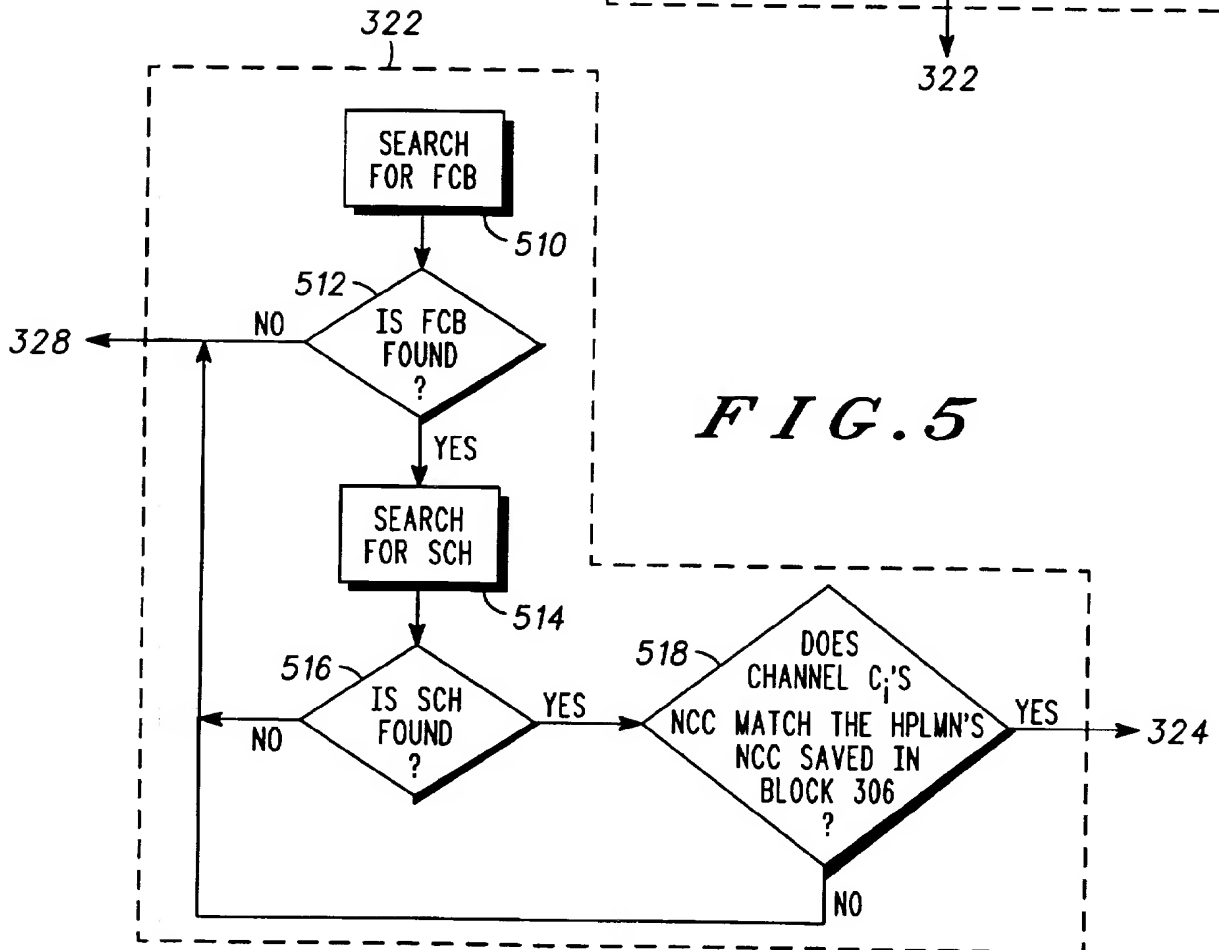 322
322
SEARCH
FOR FCB
510
512
IS FCB
FOUND
?
NO
328
YES
FIG.5
SEARCH
FOR SCH
514
516
IS SCH
FOUND
?
NO
YES
518
DOES
CHANNEL Ci'S
NCC MATCH THE HPLMN'S
NCC SAVED IN
BLOCK 306
?
YES
324
NO